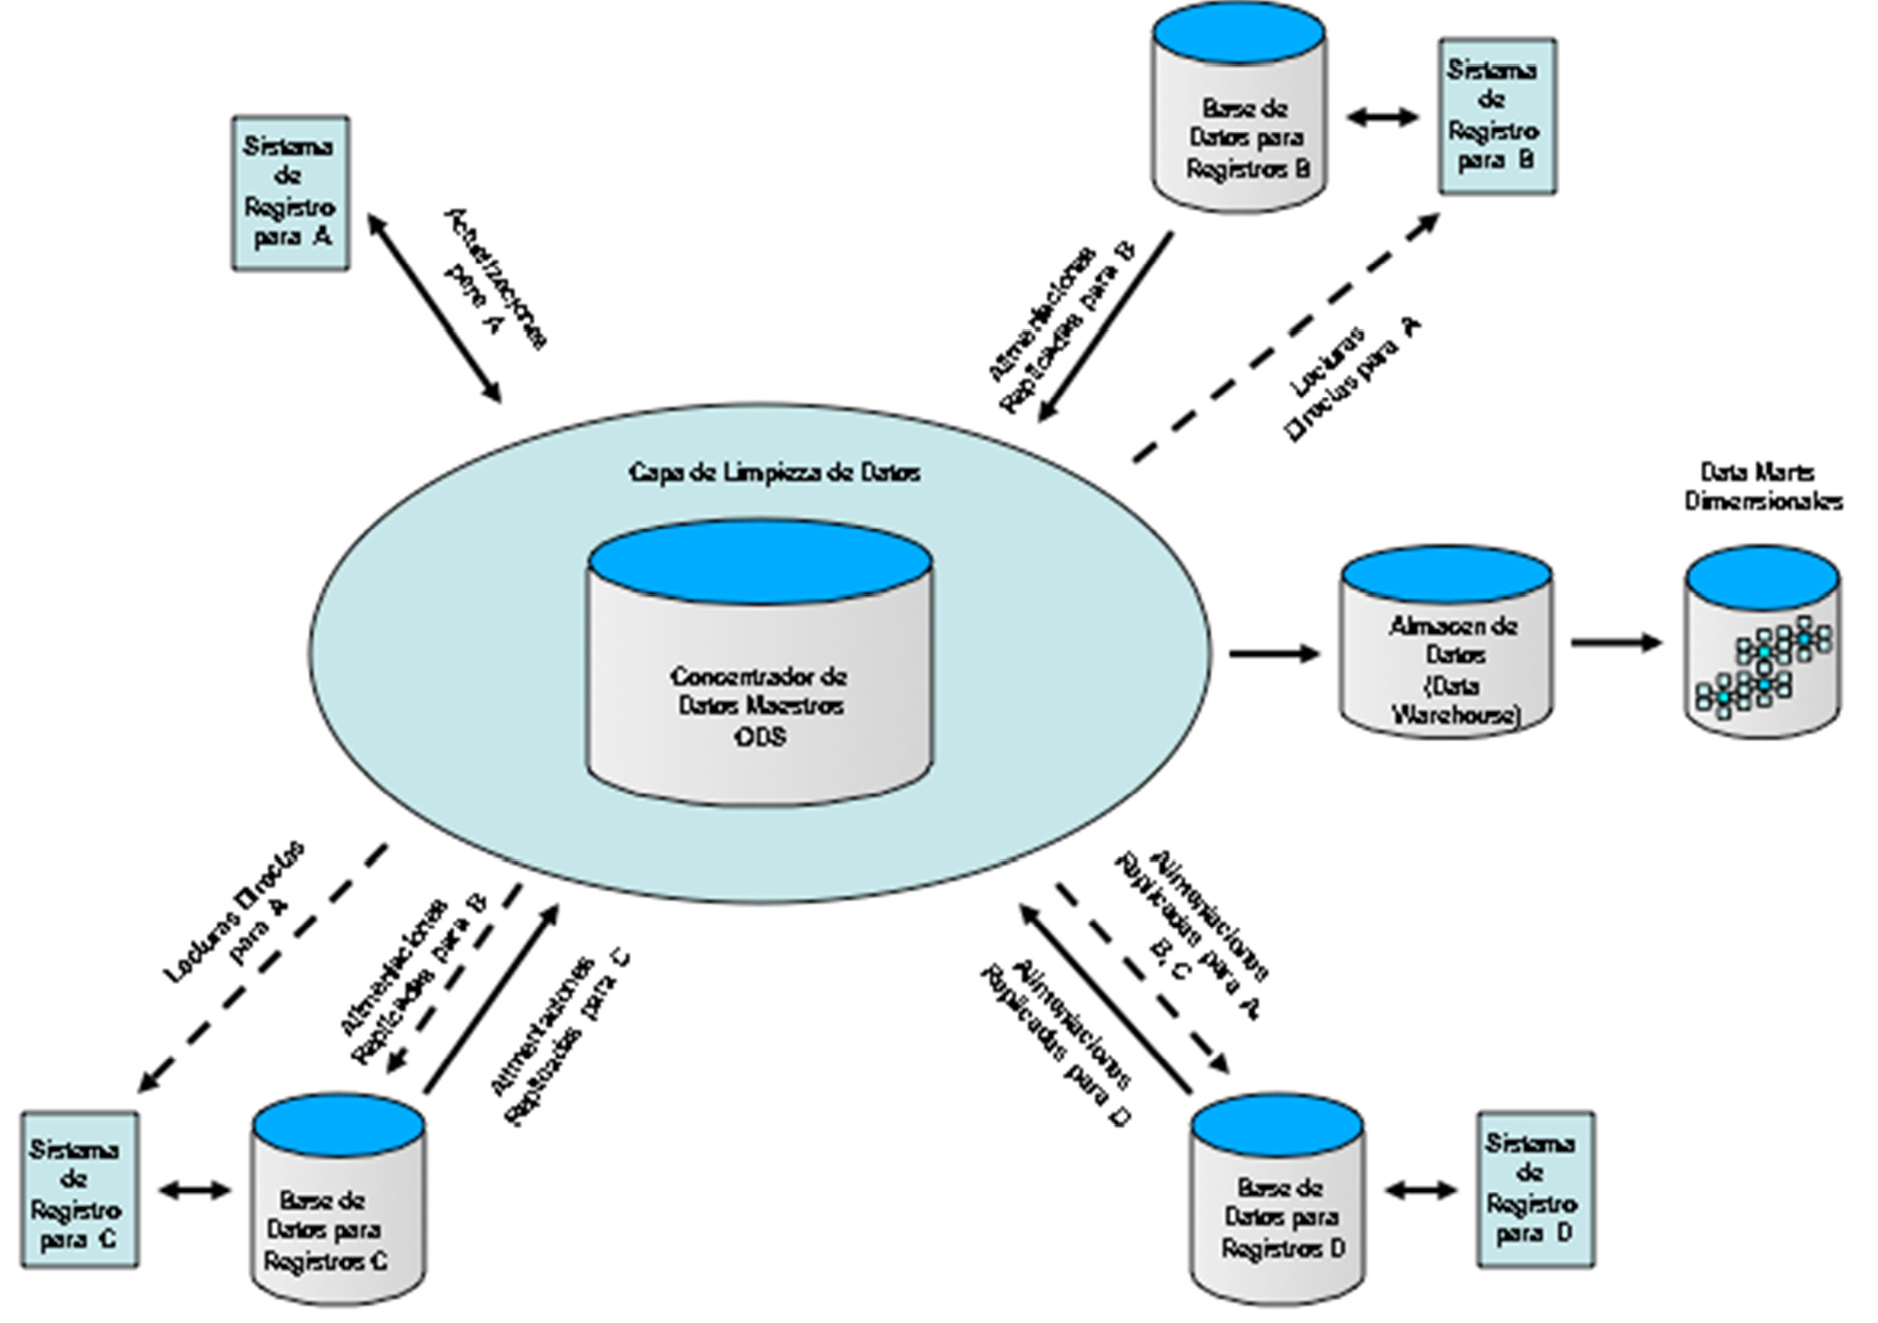 Base de
Datos para
Registros B
Sistema
de
Registro
para B
Sistema
de
Registro
para A
Actualizaciones
para A
Alimentaciones
Replicadas para B
Lecturas
Directas para A
Capa de Limpieza de Datos
Concentrador de
Datos Maestros
ODS
Almacen de
Datos
(Data
Warehouse)
Data Marts
Dimensionales
Lecturas Directas
para A
Alimentaciones
Replicadas para B
Alimentaciones
Replicadas para C
Alimentaciones
Replicadas para D
Alimentaciones
Replicadas para A,
B, C
Sistema
de
Registro
para C
Base de
Datos para
Registros C
Base de
Datos para
Registros D
Sistema
de
Registro
para D